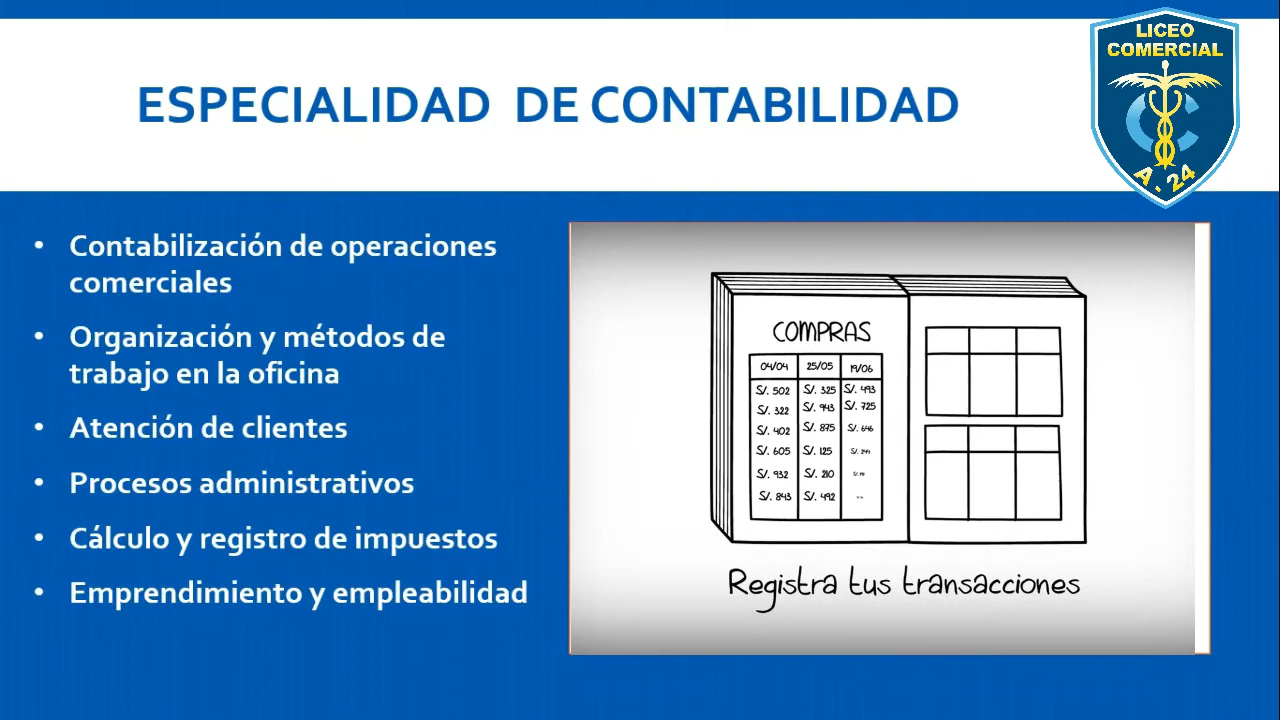 LICEO
COMERCIAL
A-24
ESPECIALIDAD DE CONTABILIDAD
• Contabilización de operaciones
comerciales
• Organización y métodos de
trabajo en la oficina
• Atención de clientes
• Procesos administrativos
• Cálculo y registro de impuestos
• Emprendimiento y empleabilidad
COMPRAS
04/04 25/05 19/06
S/. 502 S/. 325 S/. 493
S/. 322 S/. 943 S/. 725
S/. 402 S/. 875 S/. 646
S/. 605 S/. 125
S/. 932 S/. 210
S/. 843 S/. 492
Registra tus transacciones